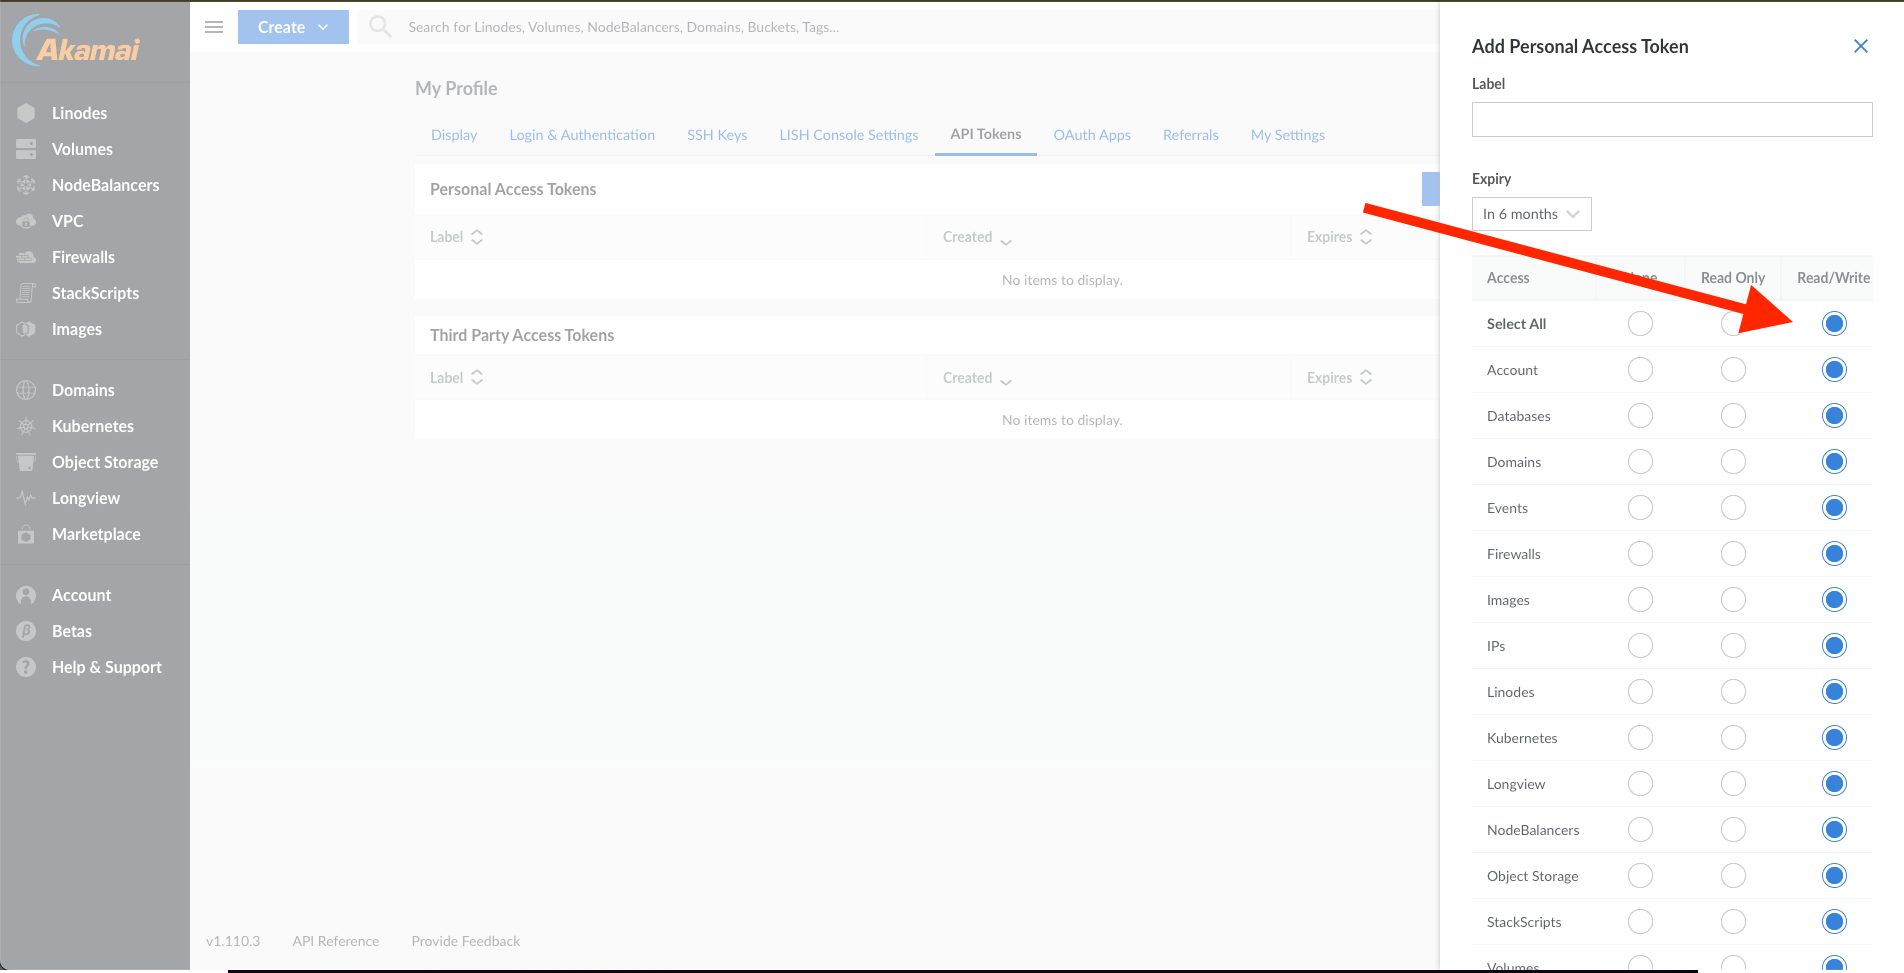 Akamai
Linodes
Volumes
NodeBalancers
VPC
Firewalls
StackScripts
Images
Domains
Kubernetes
Object Storage
Longview
Marketplace
Account
Betas
Help & Support
Create
Search for Linodes, Volumes, NodeBalancers, Domains, Buckets, Tags...
My Profile
Display Login & Authentication SSH Keys LISH Console Settings API Tokens OAuth Apps Referrals My Settings
Personal Access Tokens
Label Created Expires
No items to display.
Third Party Access Tokens
Label Created Expires
No items to display.
v1.110.3 API Reference Provide Feedback
Add Personal Access Token
Label
Expiry
In 6 months
Access Read Only Read/Write
Select All
Account
Databases
Domains
Events
Firewalls
Images
IPs
Linodes
Kubernetes
Longview
NodeBalancers
Object Storage
StackScripts
Volumes